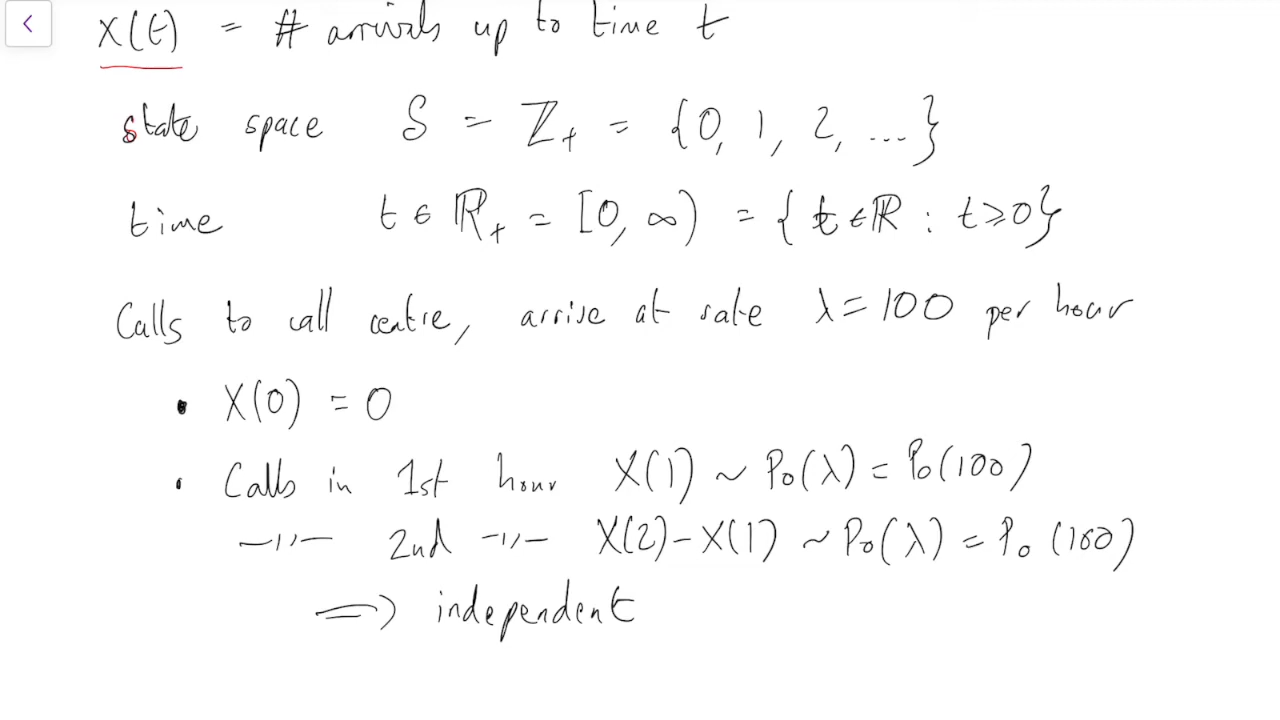 X(t) = # arrivals up to time t
state space S = ℤ₊ = {0, 1, 2, ...}
time t ∈ ℝ₊ = [0, ∞) = {t ∈ ℝ : t ≥ 0}
Calls to call centre, arrive at rate λ = 100 per hour
• X(0) = 0
• Calls in 1st hour X(1) ~ Po(λ) = Po(100)
—〃— 2nd —〃— X(2) - X(1) ~ Po(λ) = Po(100)
⇒ independent